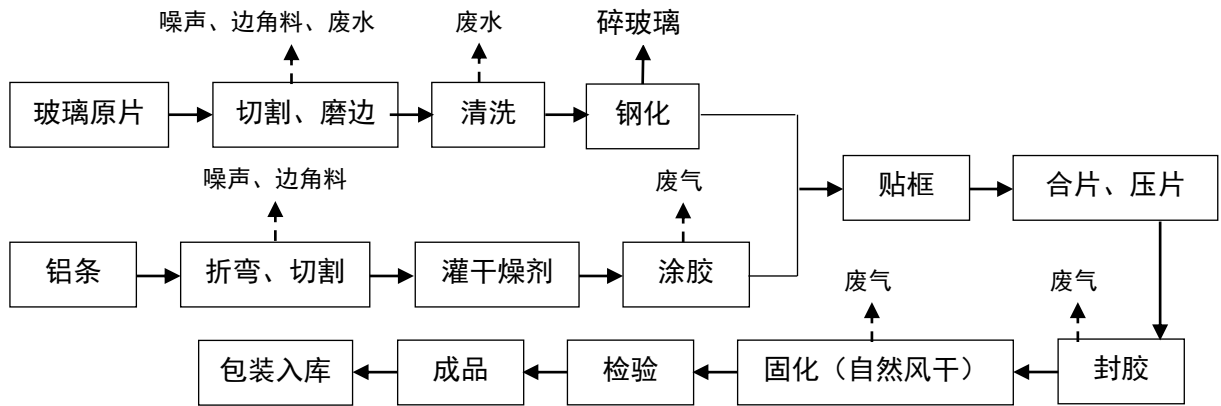 噪声、边角料、废水
废水
碎玻璃
玻璃原片
切割、磨边
清洗
钢化
噪声、边角料
废气
贴框
合片、压片
铝条
折弯、切割
灌干燥剂
涂胶
废气
废气
包装入库
成品
检验
固化（自然风干）
封胶